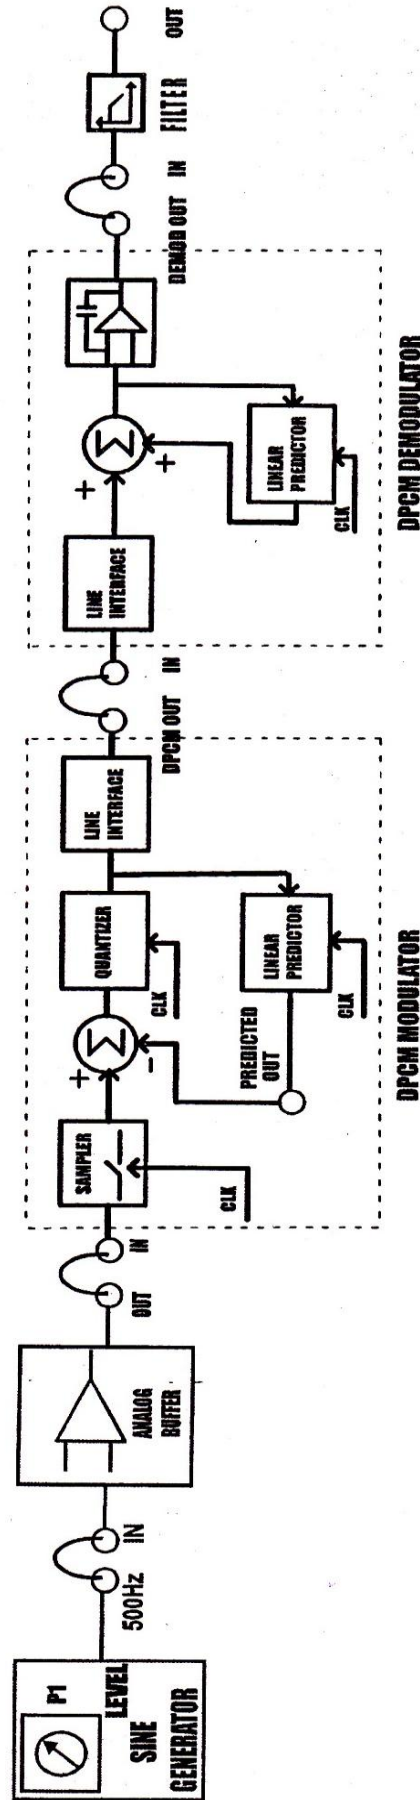 P1
LEVEL
SINE
GENERATOR
500Hz
IN
ANALOG
BUFFER
OUT
IN
SAMPLER
CLK
Σ
+
-
PREDICTED
OUT
QUANTIZER
CLK
LINEAR
PREDICTOR
CLK
LINE
INTERFACE
DPCM MODULATOR
DPCM OUT
IN
LINE
INTERFACE
+
Σ
+
LINEAR
PREDICTOR
CLK
DPCM DEMODULATOR
DEMOD OUT
IN
FILTER
OUT